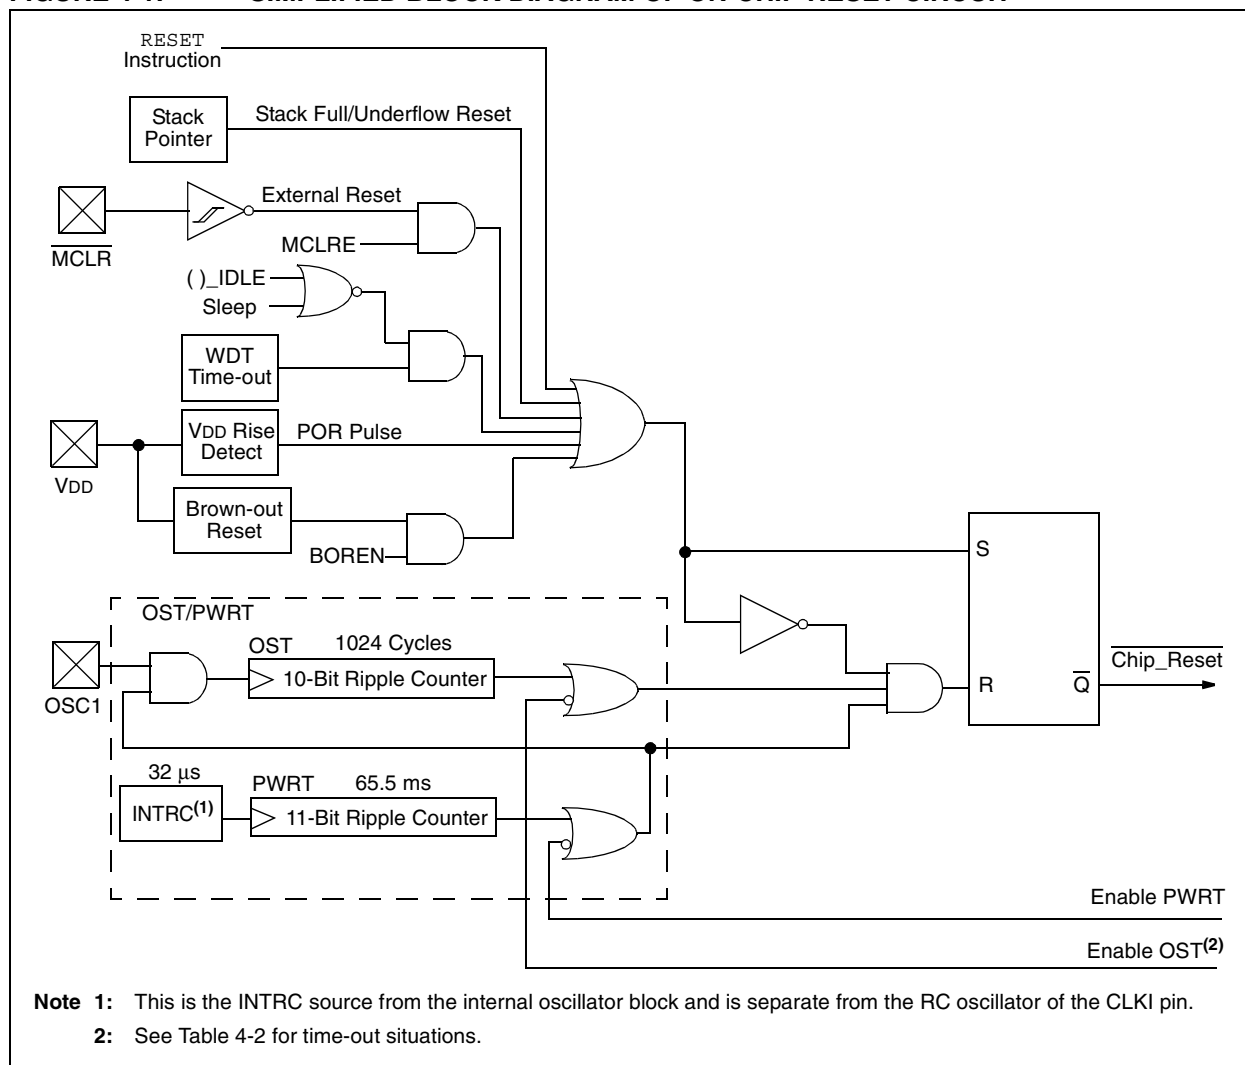 RESET
Instruction
Stack
Pointer
Stack Full/Underflow Reset
External Reset
MCLR
MCLRE
( )_IDLE
Sleep
WDT
Time-out
VDD Rise
Detect
POR Pulse
VDD
Brown-out
Reset
BOREN
S
OST/PWRT
OST
1024 Cycles
10-Bit Ripple Counter
OSC1
R
Q
Chip_Reset
32 μs
INTRC(1)
PWRT
65.5 ms
11-Bit Ripple Counter
Enable PWRT
Enable OST(2)
Note 1: This is the INTRC source from the internal oscillator block and is separate from the RC oscillator of the CLKI pin.
2: See Table 4-2 for time-out situations.